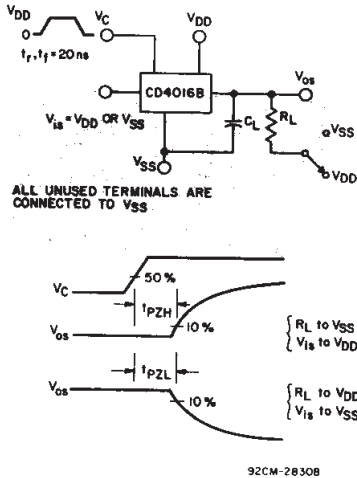 VDD
0
tr, tf = 20 ns
VC
VDD
CD4016B
Vos
Vis = VDD OR VSS
CL
RL
VSS
VSS
VDD
ALL UNUSED TERMINALS ARE
CONNECTED TO VSS
VC
50 %
tPZH
10 %
Vos
RL to VSS
Vis to VDD
tPZL
Vos
10 %
RL to VDD
Vis to VSS
92CM-28308